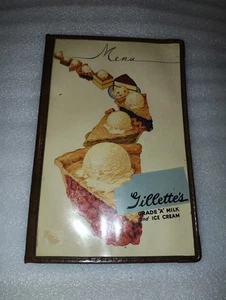 Menu
Gillette's
GRADE "A" MILK
and ICE CREAM